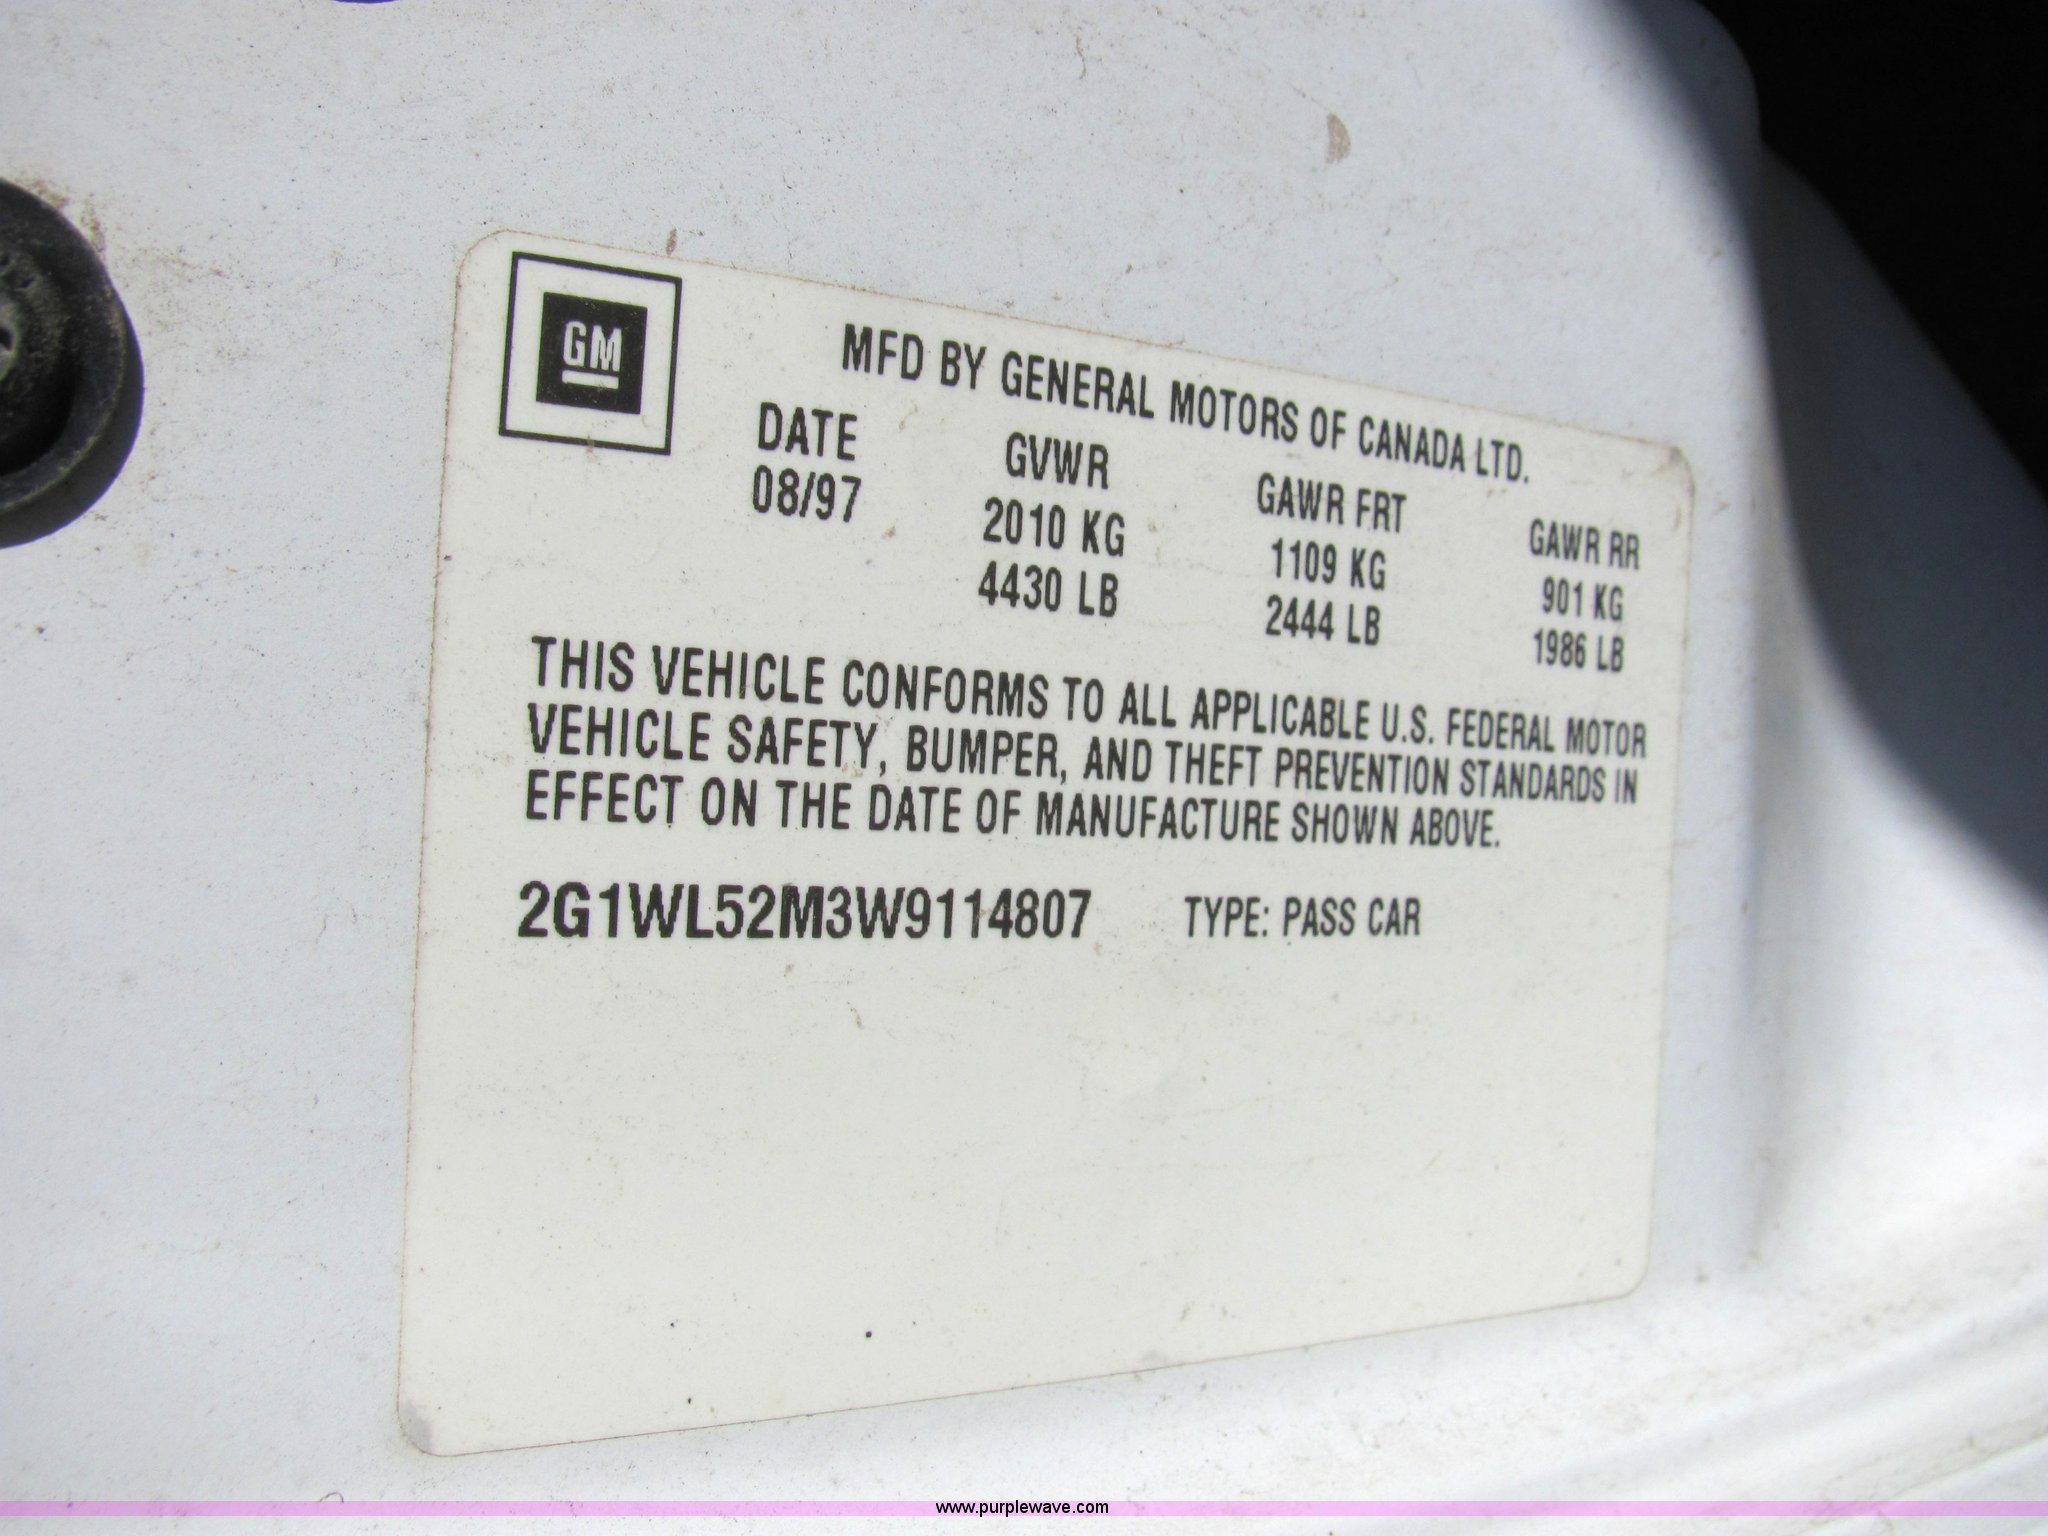 GM
MFD BY GENERAL MOTORS OF CANADA LTD.
DATE GVWR GAWR FRT GAWR RR
08/97 2010 KG 1109 KG 901 KG
4430 LB 2444 LB 1986 LB
THIS VEHICLE CONFORMS TO ALL APPLICABLE U.S. FEDERAL MOTOR
VEHICLE SAFETY, BUMPER, AND THEFT PREVENTION STANDARDS IN
EFFECT ON THE DATE OF MANUFACTURE SHOWN ABOVE.
2G1WL52M3W9114807 TYPE: PASS CAR
www.purplewave.com